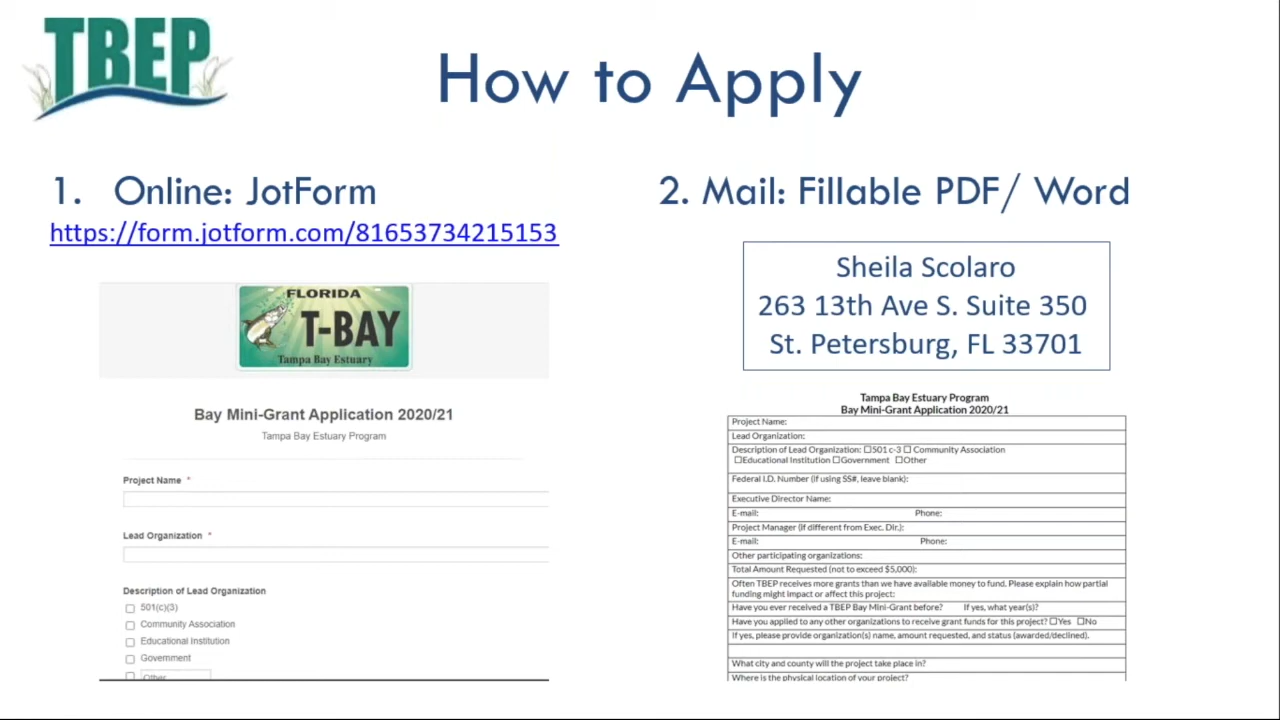 TBEP
How to Apply
1. Online: JotForm
https://form.jotform.com/81653734215153
FLORIDA
T-BAY
Tampa Bay Estuary
Bay Mini-Grant Application 2020/21
Tampa Bay Estuary Program
Project Name *
Lead Organization *
Description of Lead Organization
501(c)(3)
Community Association
Educational Institution
Government
Other
2. Mail: Fillable PDF/ Word
Sheila Scolaro
263 13th Ave S. Suite 350
St. Petersburg, FL 33701
Tampa Bay Estuary Program
Bay Mini-Grant Application 2020/21
Project Name:
Lead Organization:
Description of Lead Organization: ☐501 c-3 ☐ Community Association
☐Educational Institution ☐Government ☐Other
Federal I.D. Number (if using SS#, leave blank):
Executive Director Name:
E-mail: Phone:
Project Manager (if different from Exec. Dir.):
E-mail: Phone:
Other participating organizations:
Total Amount Requested (not to exceed $5,000):
Often TBEP receives more grants than we have available money to fund. Please explain how partial
funding might impact or affect this project:
Have you ever received a TBEP Bay Mini-Grant before? If yes, what year(s)?
Have you applied to any other organizations to receive grant funds for this project? ☐Yes ☐No
If yes, please provide organization(s) name, amount requested, and status (awarded/declined).
What city and county will the project take place in?
Where is the physical location of your project?